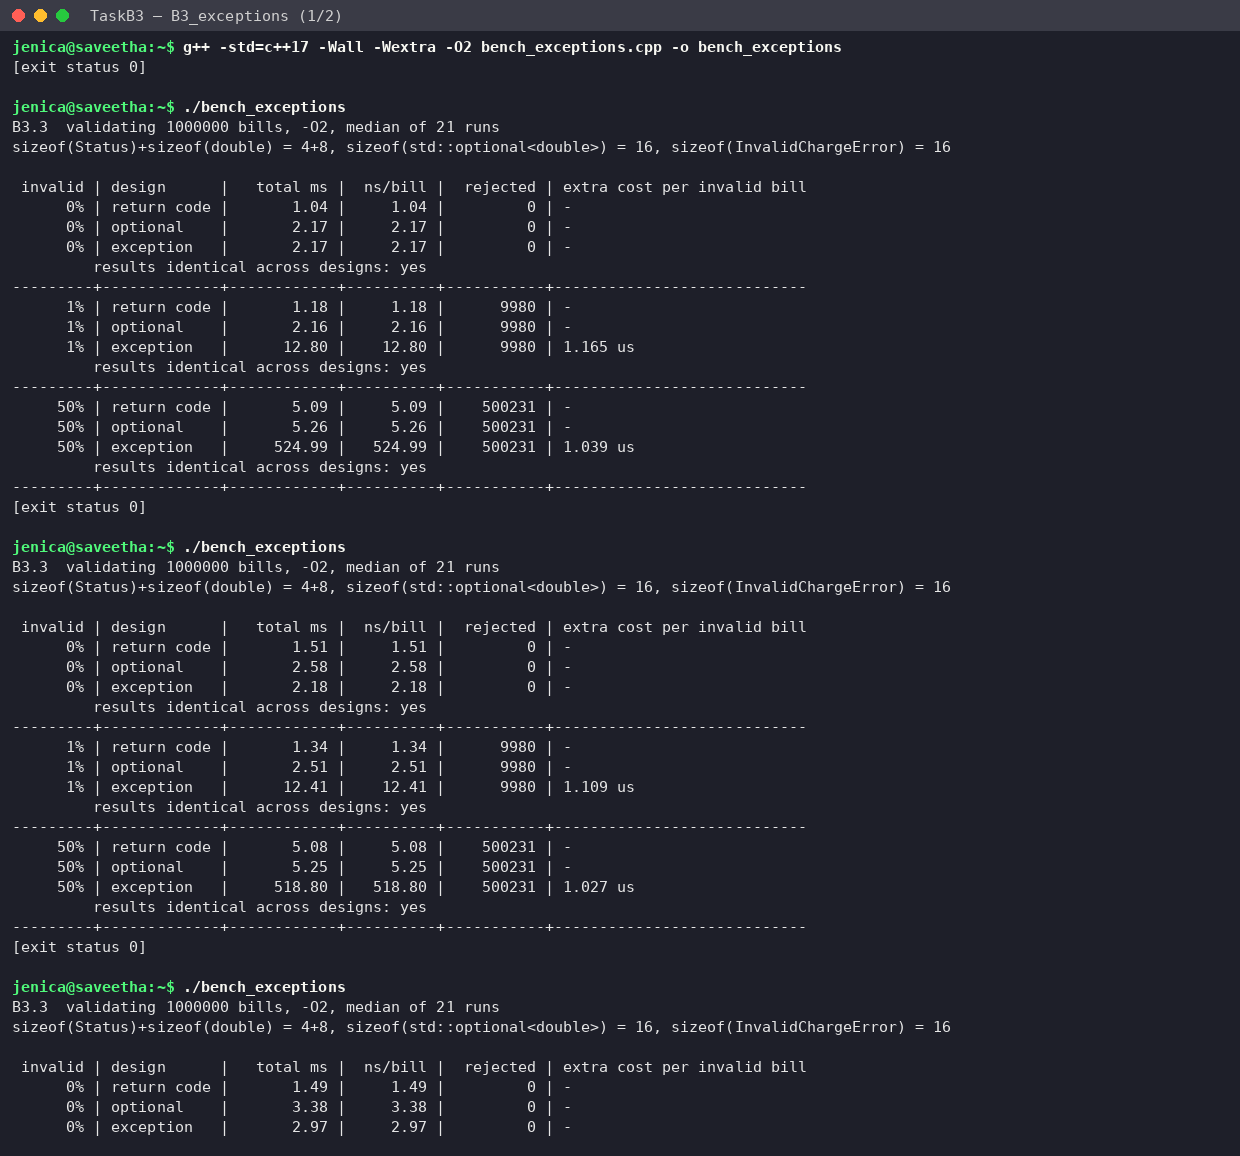 TaskB3 — B3_exceptions (1/2)
jenica@saveetha:~$ g++ -std=c++17 -Wall -Wextra -O2 bench_exceptions.cpp -o bench_exceptions
[exit status 0]

jenica@saveetha:~$ ./bench_exceptions
B3.3  validating 1000000 bills, -O2, median of 21 runs
sizeof(Status)+sizeof(double) = 4+8, sizeof(std::optional<double>) = 16, sizeof(InvalidChargeError) = 16

 invalid | design      |   total ms |  ns/bill |  rejected | extra cost per invalid bill
      0% | return code |       1.04 |     1.04 |         0 | -
      0% | optional    |       2.17 |     2.17 |         0 | -
      0% | exception   |       2.17 |     2.17 |         0 | -
         results identical across designs: yes
---------+-------------+------------+----------+-----------+----------------------------
      1% | return code |       1.18 |     1.18 |      9980 | -
      1% | optional    |       2.16 |     2.16 |      9980 | -
      1% | exception   |      12.80 |    12.80 |      9980 | 1.165 us
         results identical across designs: yes
---------+-------------+------------+----------+-----------+----------------------------
     50% | return code |       5.09 |     5.09 |    500231 | -
     50% | optional    |       5.26 |     5.26 |    500231 | -
     50% | exception   |     524.99 |   524.99 |    500231 | 1.039 us
         results identical across designs: yes
---------+-------------+------------+----------+-----------+----------------------------
[exit status 0]

jenica@saveetha:~$ ./bench_exceptions
B3.3  validating 1000000 bills, -O2, median of 21 runs
sizeof(Status)+sizeof(double) = 4+8, sizeof(std::optional<double>) = 16, sizeof(InvalidChargeError) = 16

 invalid | design      |   total ms |  ns/bill |  rejected | extra cost per invalid bill
      0% | return code |       1.51 |     1.51 |         0 | -
      0% | optional    |       2.58 |     2.58 |         0 | -
      0% | exception   |       2.18 |     2.18 |         0 | -
         results identical across designs: yes
---------+-------------+------------+----------+-----------+----------------------------
      1% | return code |       1.34 |     1.34 |      9980 | -
      1% | optional    |       2.51 |     2.51 |      9980 | -
      1% | exception   |      12.41 |    12.41 |      9980 | 1.109 us
         results identical across designs: yes
---------+-------------+------------+----------+-----------+----------------------------
     50% | return code |       5.08 |     5.08 |    500231 | -
     50% | optional    |       5.25 |     5.25 |    500231 | -
     50% | exception   |     518.80 |   518.80 |    500231 | 1.027 us
         results identical across designs: yes
---------+-------------+------------+----------+-----------+----------------------------
[exit status 0]

jenica@saveetha:~$ ./bench_exceptions
B3.3  validating 1000000 bills, -O2, median of 21 runs
sizeof(Status)+sizeof(double) = 4+8, sizeof(std::optional<double>) = 16, sizeof(InvalidChargeError) = 16

 invalid | design      |   total ms |  ns/bill |  rejected | extra cost per invalid bill
      0% | return code |       1.49 |     1.49 |         0 | -
      0% | optional    |       3.38 |     3.38 |         0 | -
      0% | exception   |       2.97 |     2.97 |         0 | -